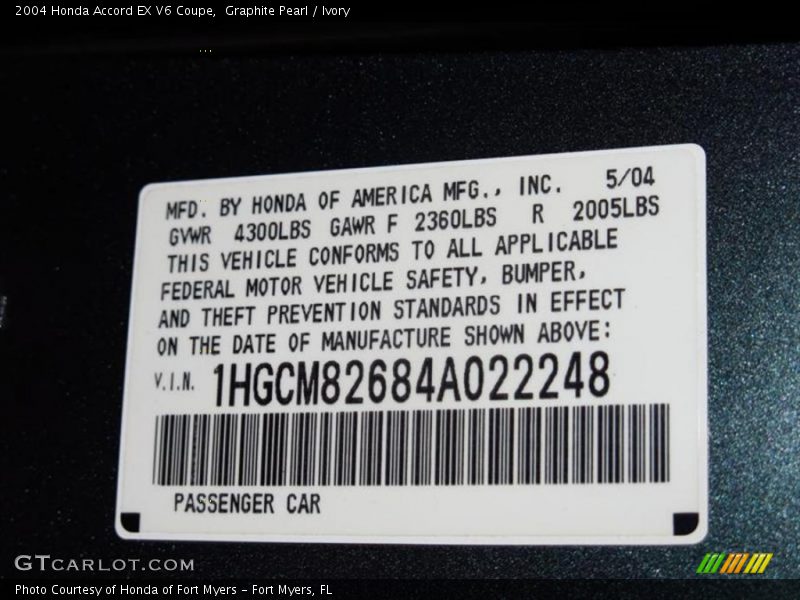 2004 Honda Accord EX V6 Coupe,  Graphite Pearl / Ivory
MFD. BY HONDA OF AMERICA MFG., INC. 5/04
GVWR 4300LBS GAWR F 2360LBS R 2005LBS
THIS VEHICLE CONFORMS TO ALL APPLICABLE
FEDERAL MOTOR VEHICLE SAFETY, BUMPER,
AND THEFT PREVENTION STANDARDS IN EFFECT
ON THE DATE OF MANUFACTURE SHOWN ABOVE:
V.I.N. 1HGCM82684A022248
PASSENGER CAR
GTCARLOT.COM
Photo Courtesy of Honda of Fort Myers - Fort Myers, FL